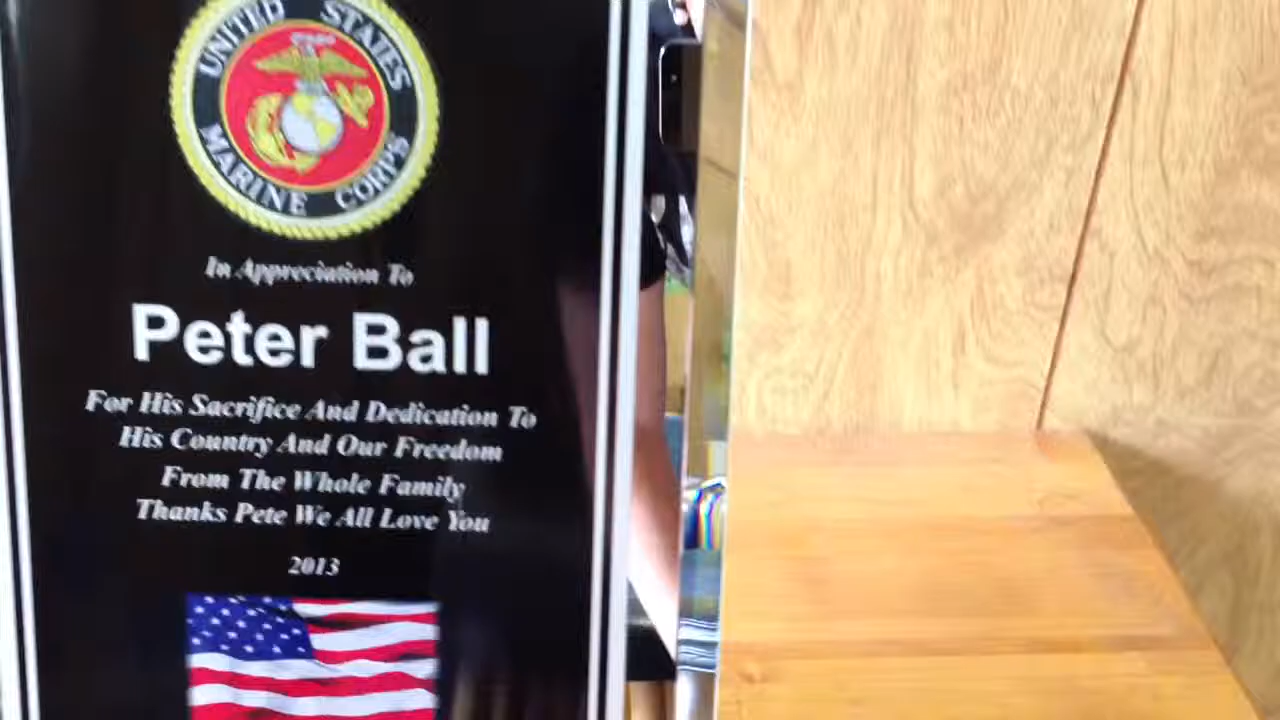 UNITED STATES
MARINE CORPS
In Appreciation To
Peter Ball
For His Sacrifice And Dedication To
His Country And Our Freedom
From The Whole Family
Thanks Pete We All Love You
2013